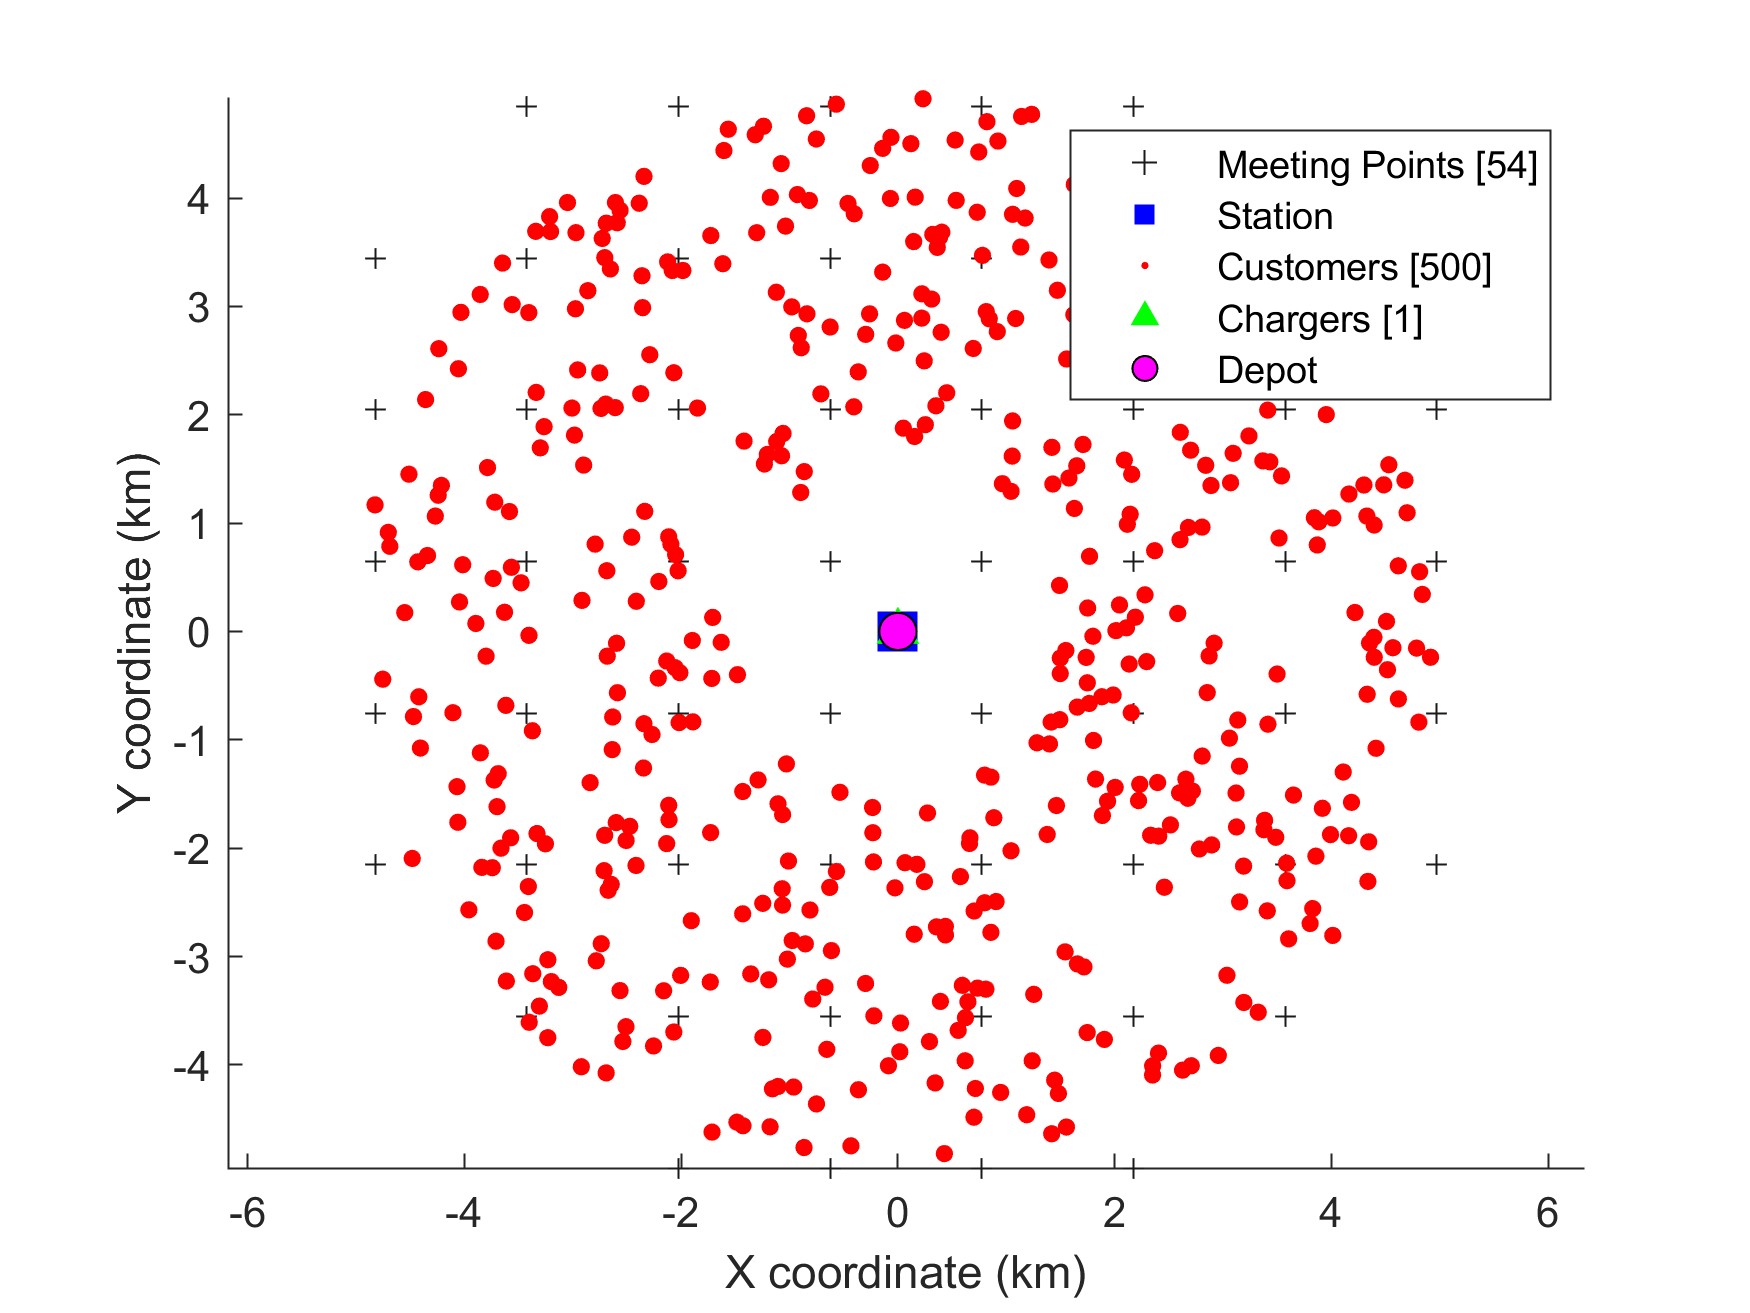 Meeting Points [54]
Station
Customers [500]
Chargers [1]
Depot
4
3
2
1
0
-1
-2
-3
-4
Y coordinate (km)
-6 -4 -2 0 2 4 6
X coordinate (km)